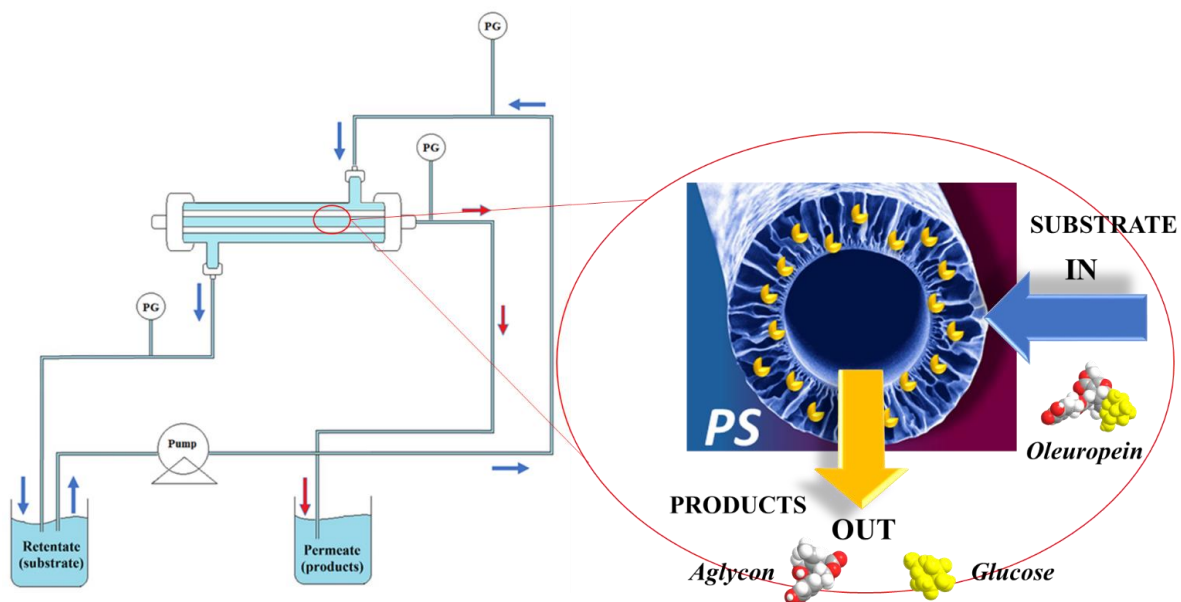 PG
PG
PG
Pump
Retentate
(substrate)
Permeate
(products)
SUBSTRATE
IN
PS
Oleuropein
PRODUCTS
OUT
Aglycon
Glucose